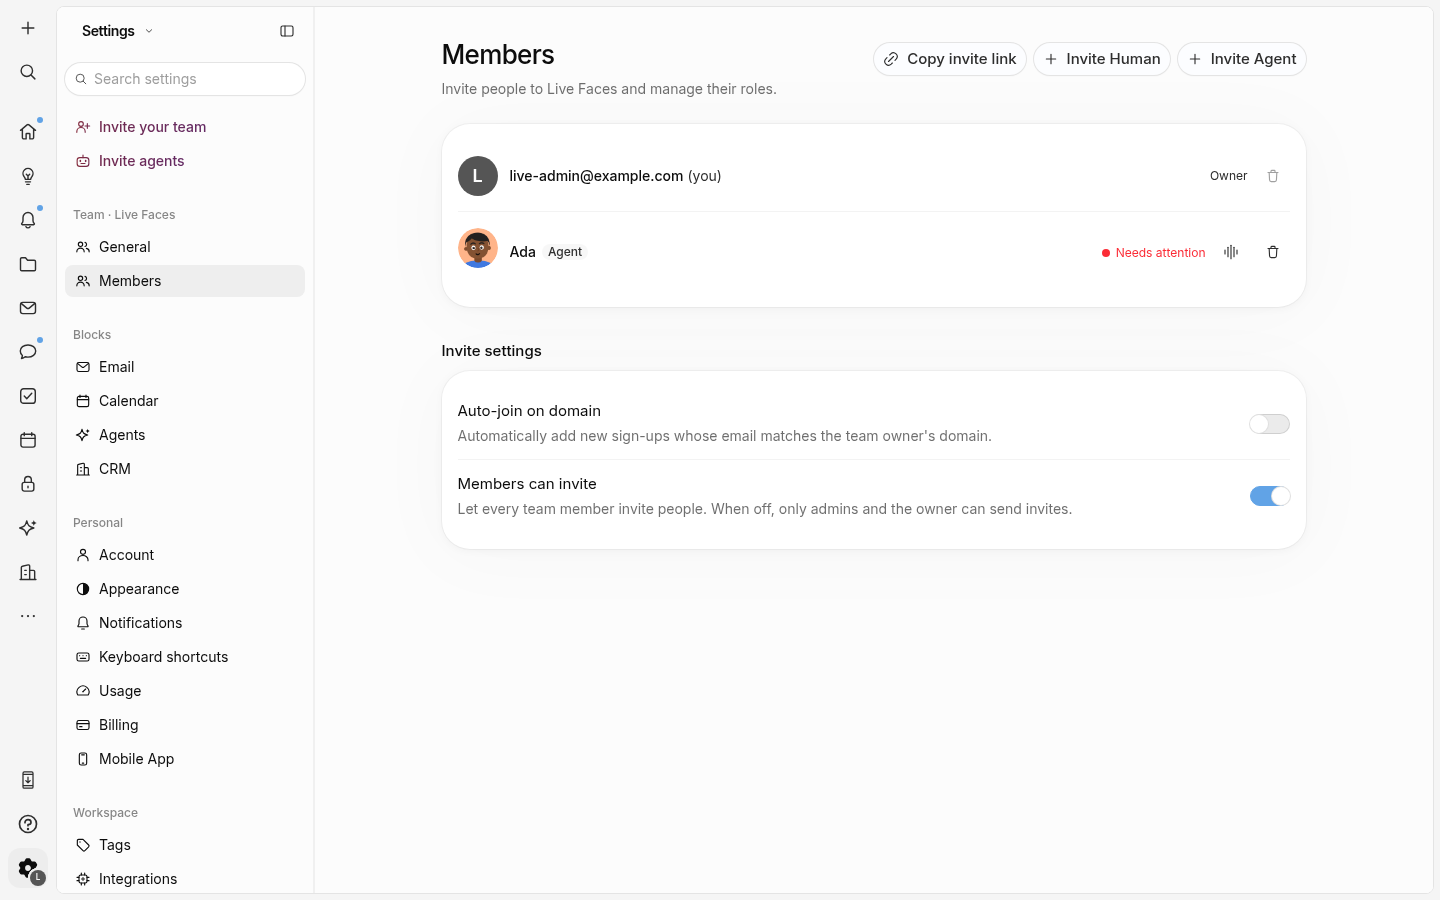 Settings
Search settings
Invite your team
Invite agents
Team · Live Faces
General
Members
Blocks
Email
Calendar
Agents
CRM
Personal
Account
Appearance
Notifications
Keyboard shortcuts
Usage
Billing
Mobile App
Workspace
Tags
Integrations
L
Members
Copy invite link
Invite Human
Invite Agent
Invite people to Live Faces and manage their roles.
L
live-admin@example.com (you)
Owner
Ada
Agent
Needs attention
Invite settings
Auto-join on domain
Automatically add new sign-ups whose email matches the team owner's domain.
Members can invite
Let every team member invite people. When off, only admins and the owner can send invites.